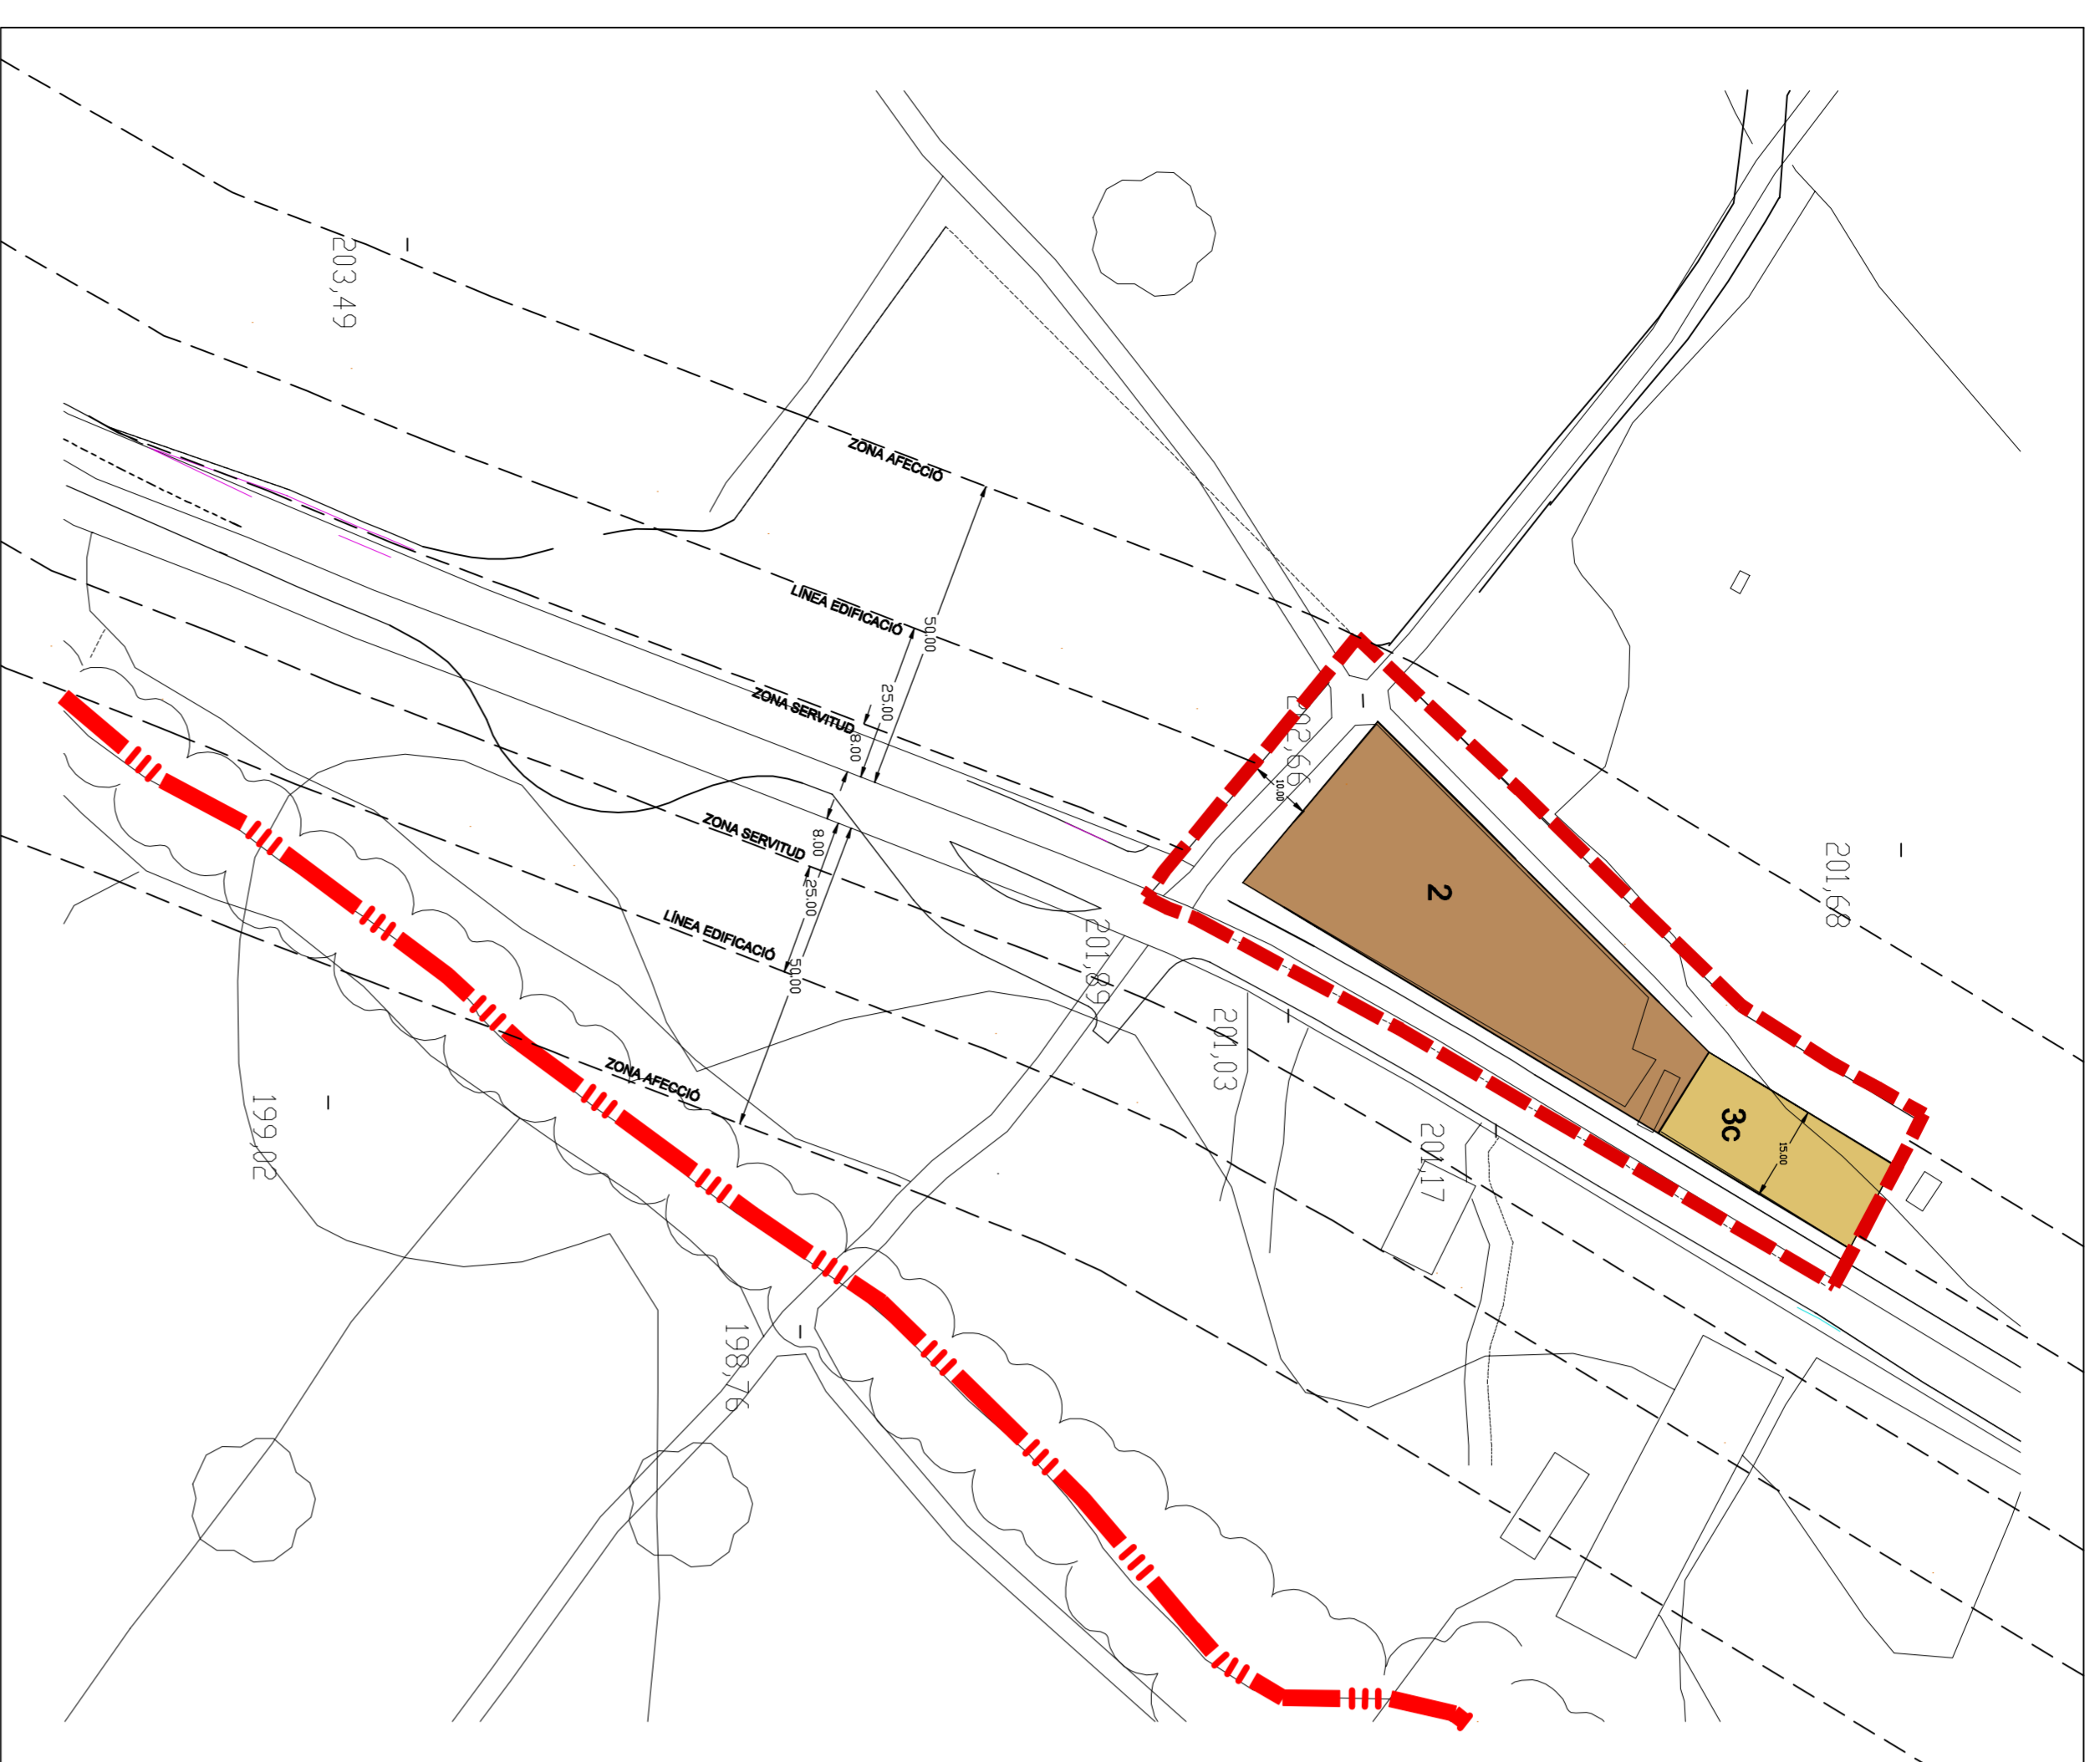 203,49
ZONA AFECCIÓ
LÍNEA EDIFICACIÓ
50.00
25.00
ZONA SERVITUD
8.00
202,66
10.00
2
201,68
ZONA SERVITUD
8.00
25.00
LÍNEA EDIFICACIÓ
50.00
ZONA AFECCIÓ
201,89
201,03
201,17
3c
15.00
199,02
198,76